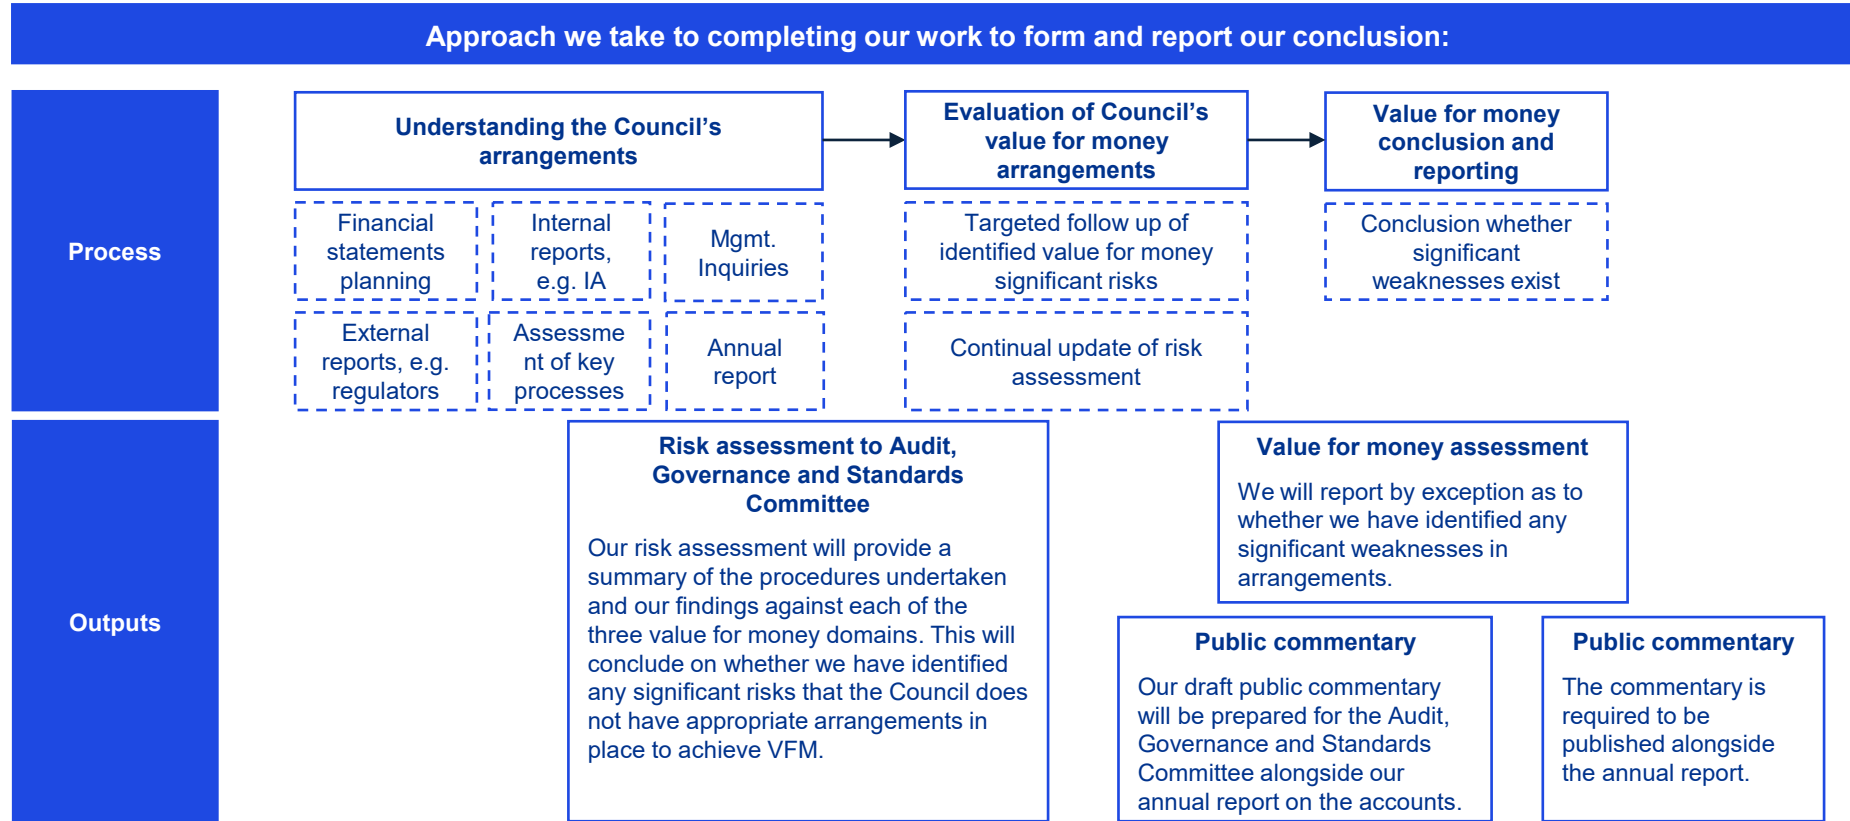 Approach we take to completing our work to form and report our conclusion:
Process
Understanding the Council’s
arrangements
Evaluation of Council’s
value for money
arrangements
Value for money
conclusion and
reporting
Financial
statements
planning
Internal
reports,
e.g. IA
Mgmt.
Inquiries
External
reports, e.g.
regulators
Assessme
nt of key
processes
Annual
report
Targeted follow up of
identified value for money
significant risks
Continual update of risk
assessment
Conclusion whether
significant
weaknesses exist
Outputs
Risk assessment to Audit,
Governance and Standards
Committee
Our risk assessment will provide a
summary of the procedures undertaken
and our findings against each of the
three value for money domains. This will
conclude on whether we have identified
any significant risks that the Council does
not have appropriate arrangements in
place to achieve VFM.
Value for money assessment
We will report by exception as to
whether we have identified any
significant weaknesses in
arrangements.
Public commentary
Our draft public commentary
will be prepared for the Audit,
Governance and Standards
Committee alongside our
annual report on the accounts.
Public commentary
The commentary is
required to be
published alongside
the annual report.